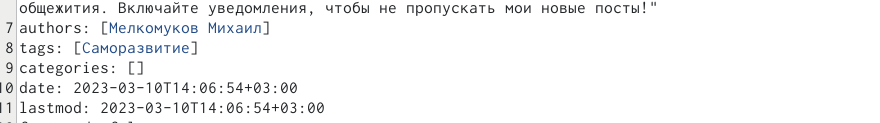 общежития. Включайте уведомления, чтобы не пропускать мои новые посты!"
7 authors: [Мелкомуков Михаил]
8 tags: [Саморазвитие]
9 categories: []
10 date: 2023-03-10T14:06:54+03:00
11 lastmod: 2023-03-10T14:06:54+03:00